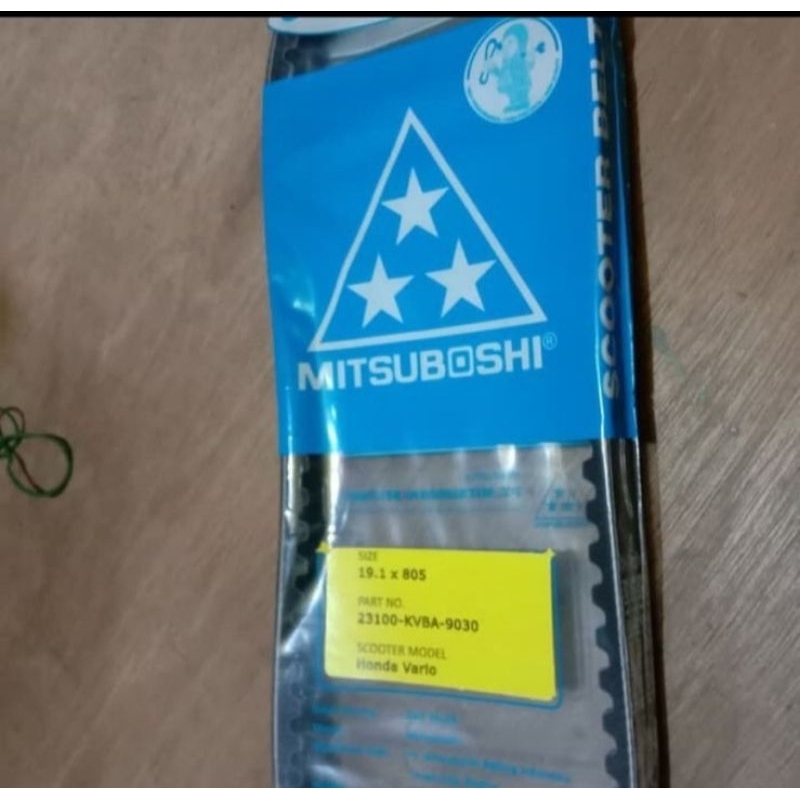 MITSUBOSHI®
SCOOTER BELT
SIZE
19.1 x 805
PART NO.
23100-KVBA-9030
SCOOTER MODEL
Honda Vario